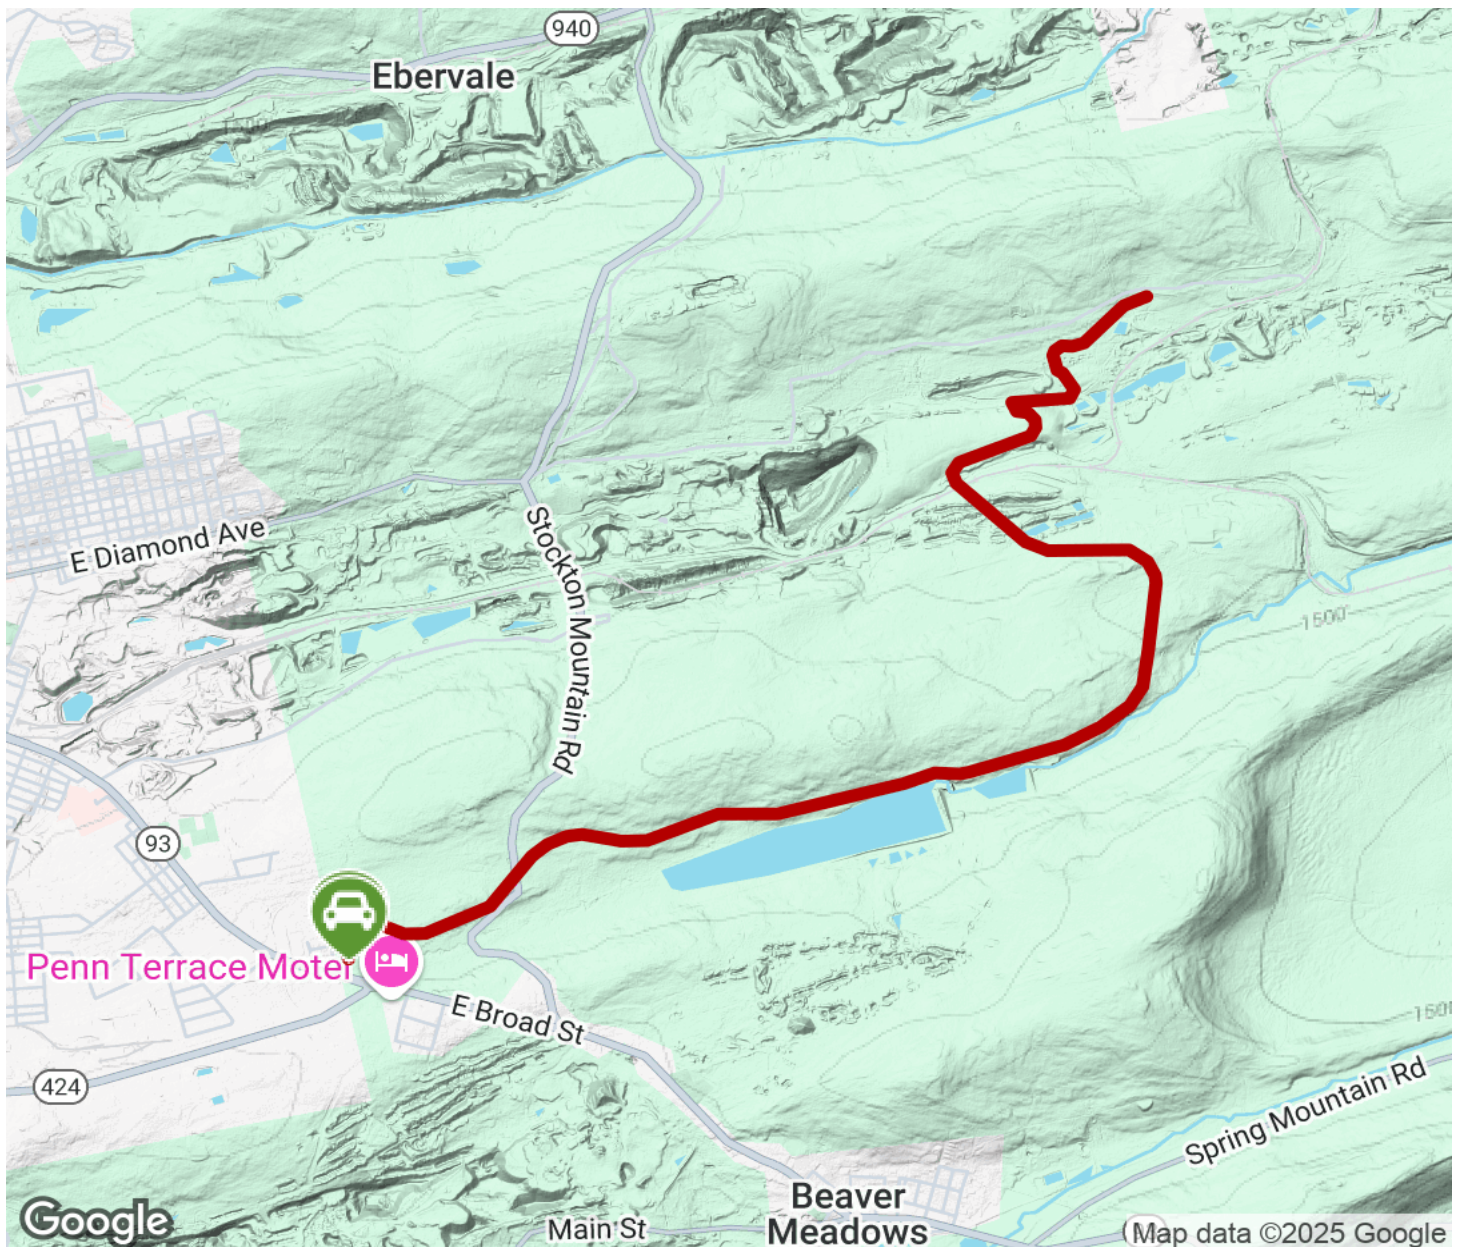 940
Ebervale
E Diamond Ave
Stockton Mountain Rd
1500
93
Penn Terrace Motel
E Broad St
424
Spring Mountain Rd
Beaver
Meadows
Main St
Google
Map data ©2025 Google